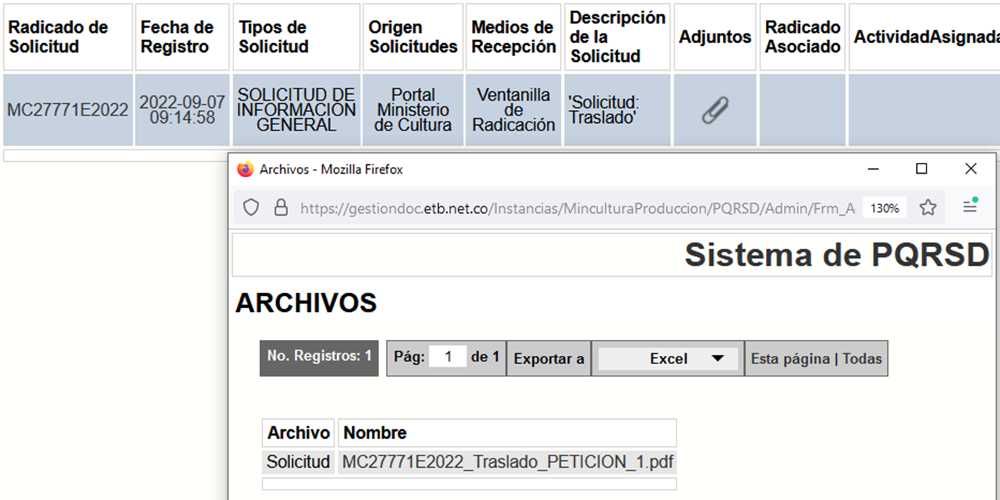 Radicado de Solicitud
Fecha de Registro
Tipos de Solicitud
Origen Solicitudes
Medios de Recepción
Descripción de la Solicitud
Adjuntos
Radicado Asociado
ActividadAsignada
MC27771E2022
2022-09-07 09:14:58
SOLICITUD DE INFORMACION GENERAL
Portal Ministerio de Cultura
Ventanilla de Radicación
'Solicitud: Traslado'
Archivos - Mozilla Firefox
https://gestiondoc.etb.net.co/Instancias/MinculturaProduccion/PQRSD/Admin/Frm_A
130%
Sistema de PQRSD
ARCHIVOS
No. Registros: 1
Pág: 1 de 1
Exportar a
Excel
Esta página | Todas
Archivo Nombre
Solicitud MC27771E2022_Traslado_PETICION_1.pdf